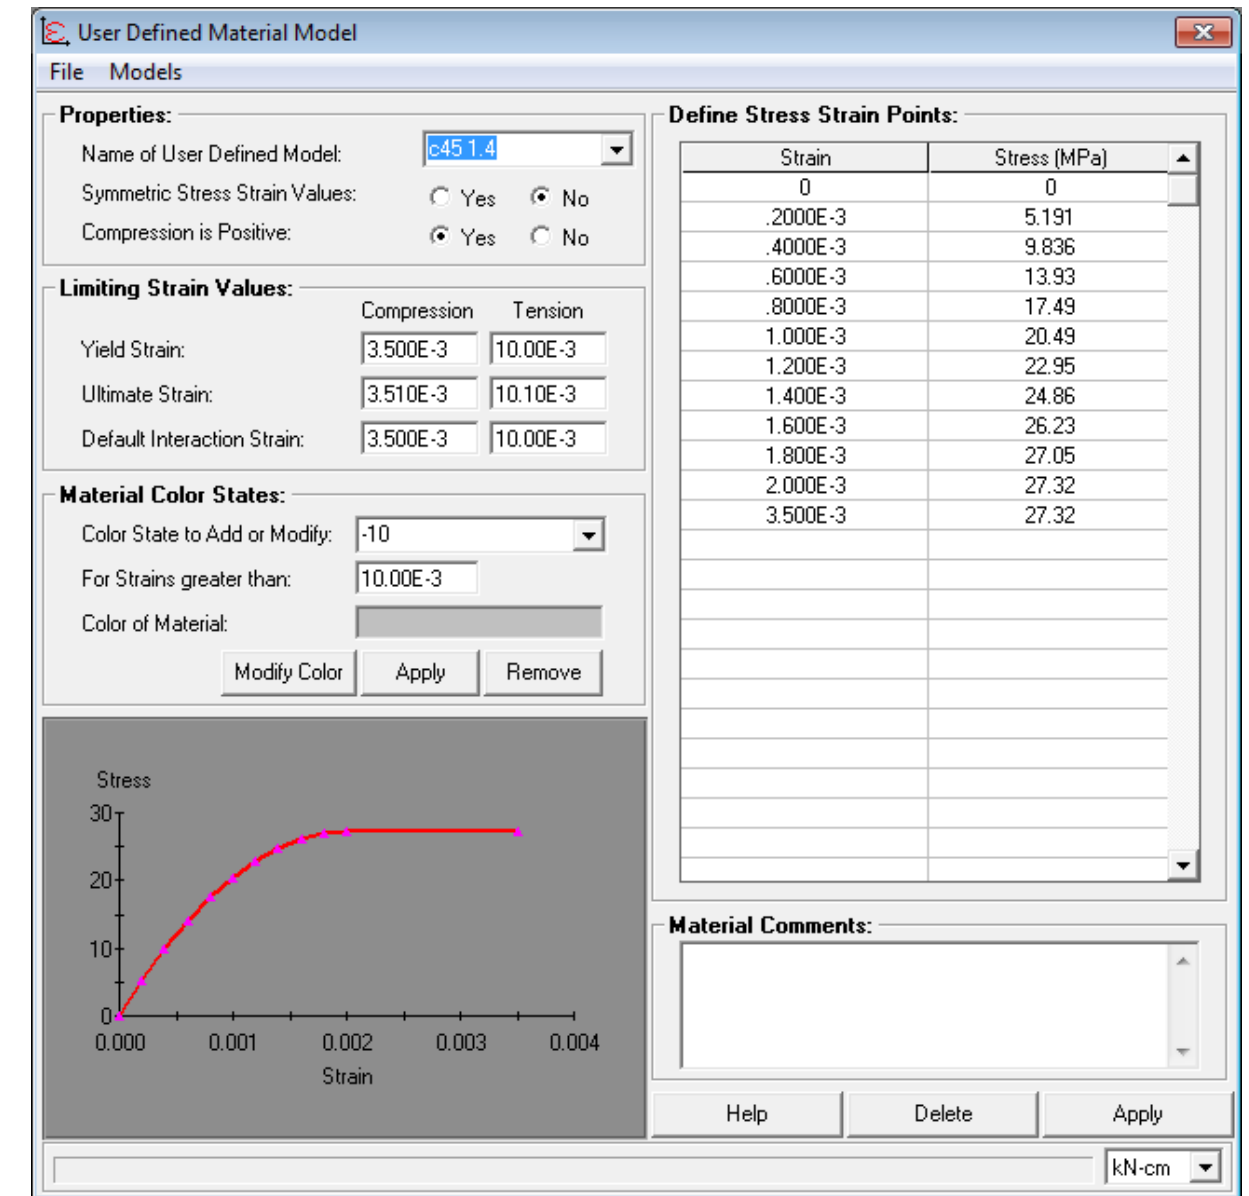 User Defined Material Model
File Models
Properties:
Name of User Defined Model: c45 1.4
Symmetric Stress Strain Values: Yes No
Compression is Positive: Yes No
Limiting Strain Values:
Compression Tension
Yield Strain: 3.500E-3 10.00E-3
Ultimate Strain: 3.510E-3 10.10E-3
Default Interaction Strain: 3.500E-3 10.00E-3
Material Color States:
Color State to Add or Modify: -10
For Strains greater than: 10.00E-3
Color of Material:
Modify Color Apply Remove
Stress
30
20
10
0
0.000 0.001 0.002 0.003 0.004
Strain
Define Stress Strain Points:
Strain Stress (MPa)
0 0
.2000E-3 5.191
.4000E-3 9.836
.6000E-3 13.93
.8000E-3 17.49
1.000E-3 20.49
1.200E-3 22.95
1.400E-3 24.86
1.600E-3 26.23
1.800E-3 27.05
2.000E-3 27.32
3.500E-3 27.32
Material Comments:
Help Delete Apply
kN-cm